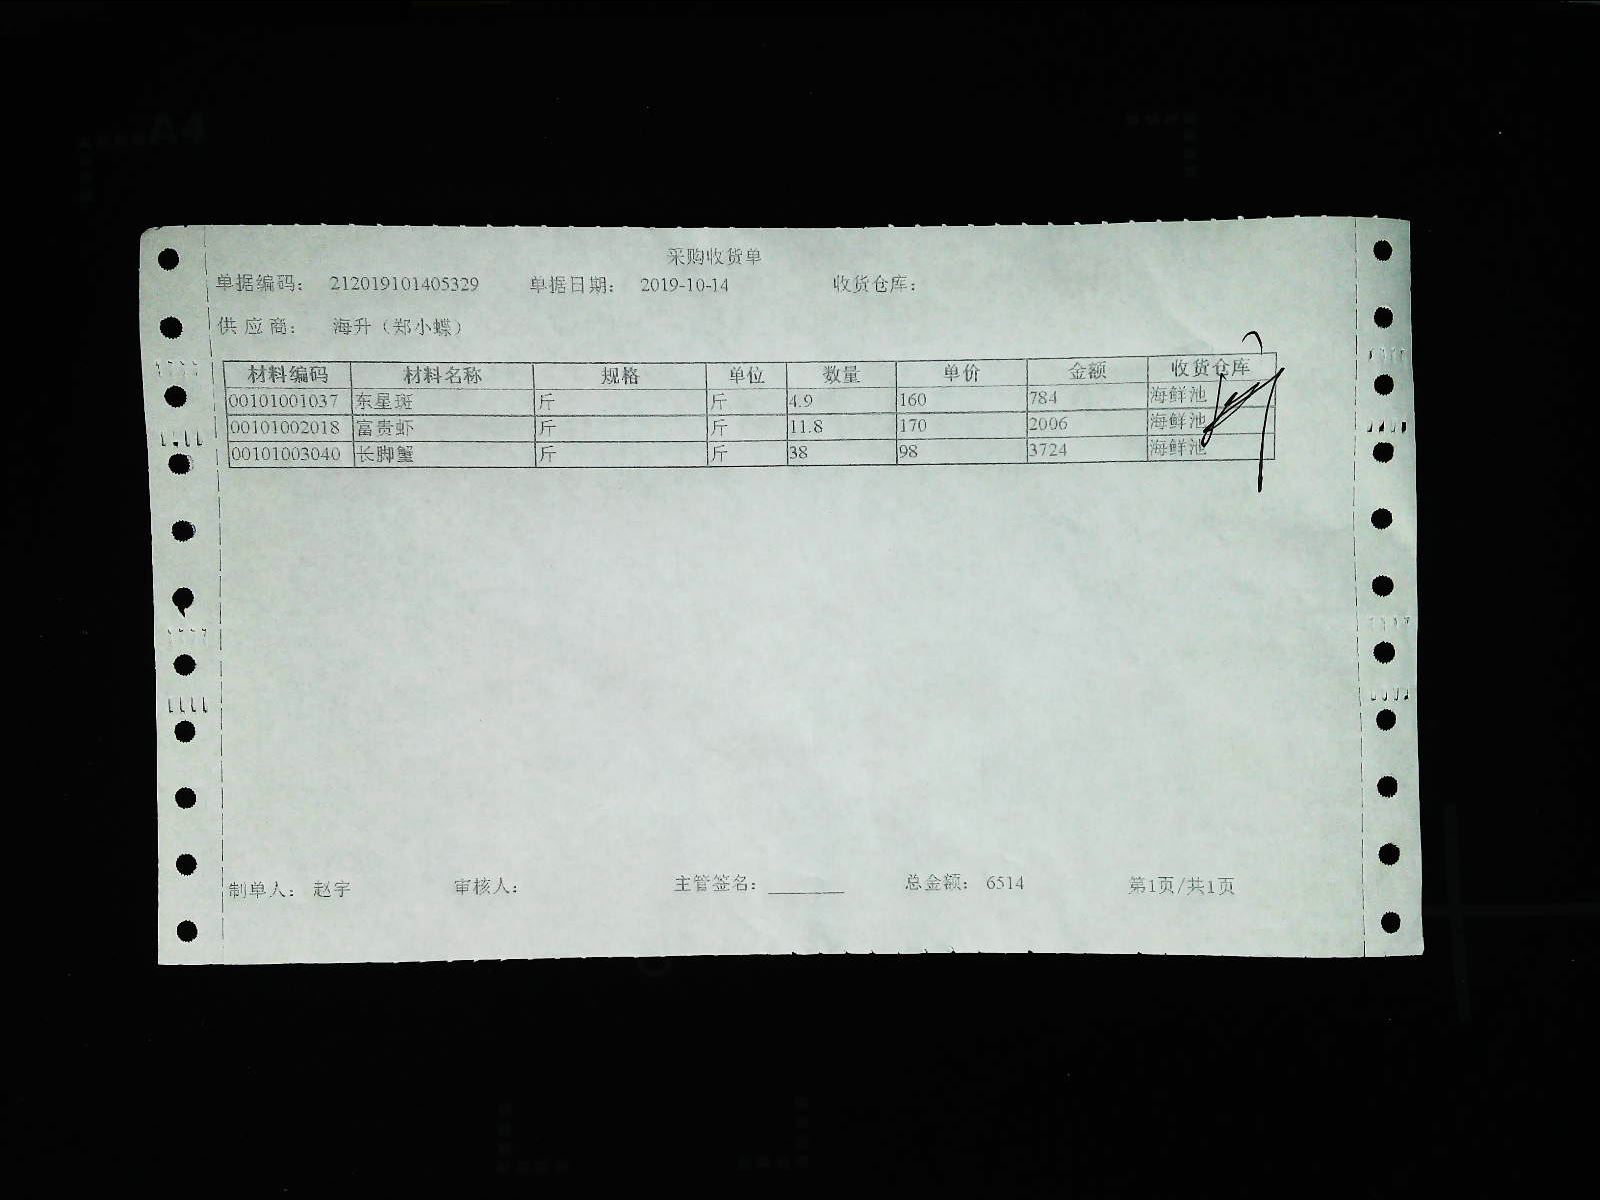 采购收货单
单据编码： 212019101405329 单据日期： 2019-10-14 收货仓库：
供应商： 海升（郑小蝶）
材料编码 材料名称 规格 单位 数量 单价 金额 收货仓库
00101001037 东星斑 斤 斤 4.9 160 784 海鲜池
00101002018 富贵虾 斤 斤 11.8 170 2006 海鲜池
00101003040 长脚蟹 斤 斤 38 98 3724 海鲜池
制单人： 赵宇 审核人： 主管签名： 总金额： 6514 第1页/共1页